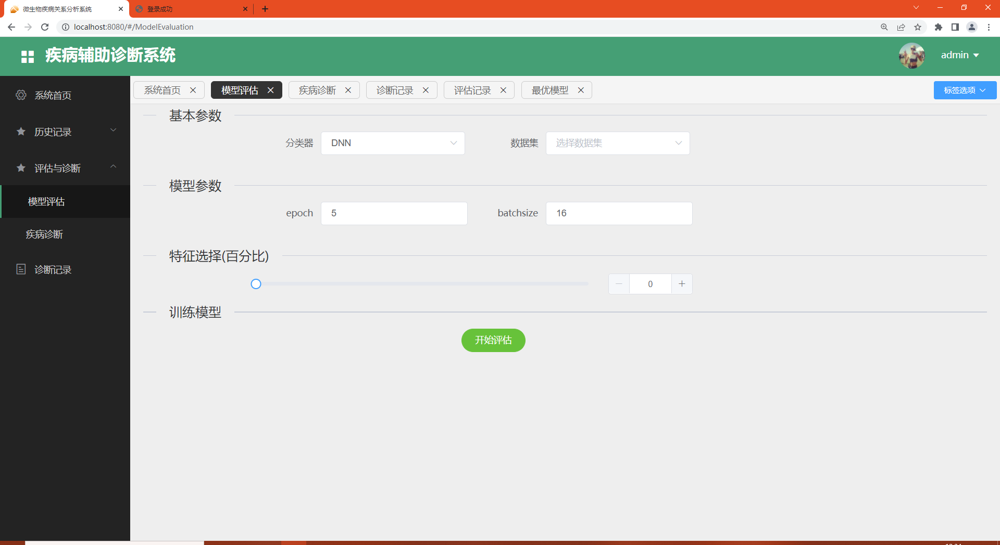 微生物疾病关系分析系统
登录成功
localhost:8080/#/ModelEvaluation
疾病辅助诊断系统
admin
系统首页
历史记录
评估与诊断
模型评估
疾病诊断
诊断记录
系统首页 模型评估 疾病诊断 诊断记录 评估记录 最优模型 标签选项
基本参数
分类器 DNN 数据集 选择数据集
模型参数
epoch 5 batchsize 16
特征选择(百分比)
0
训练模型
开始评估